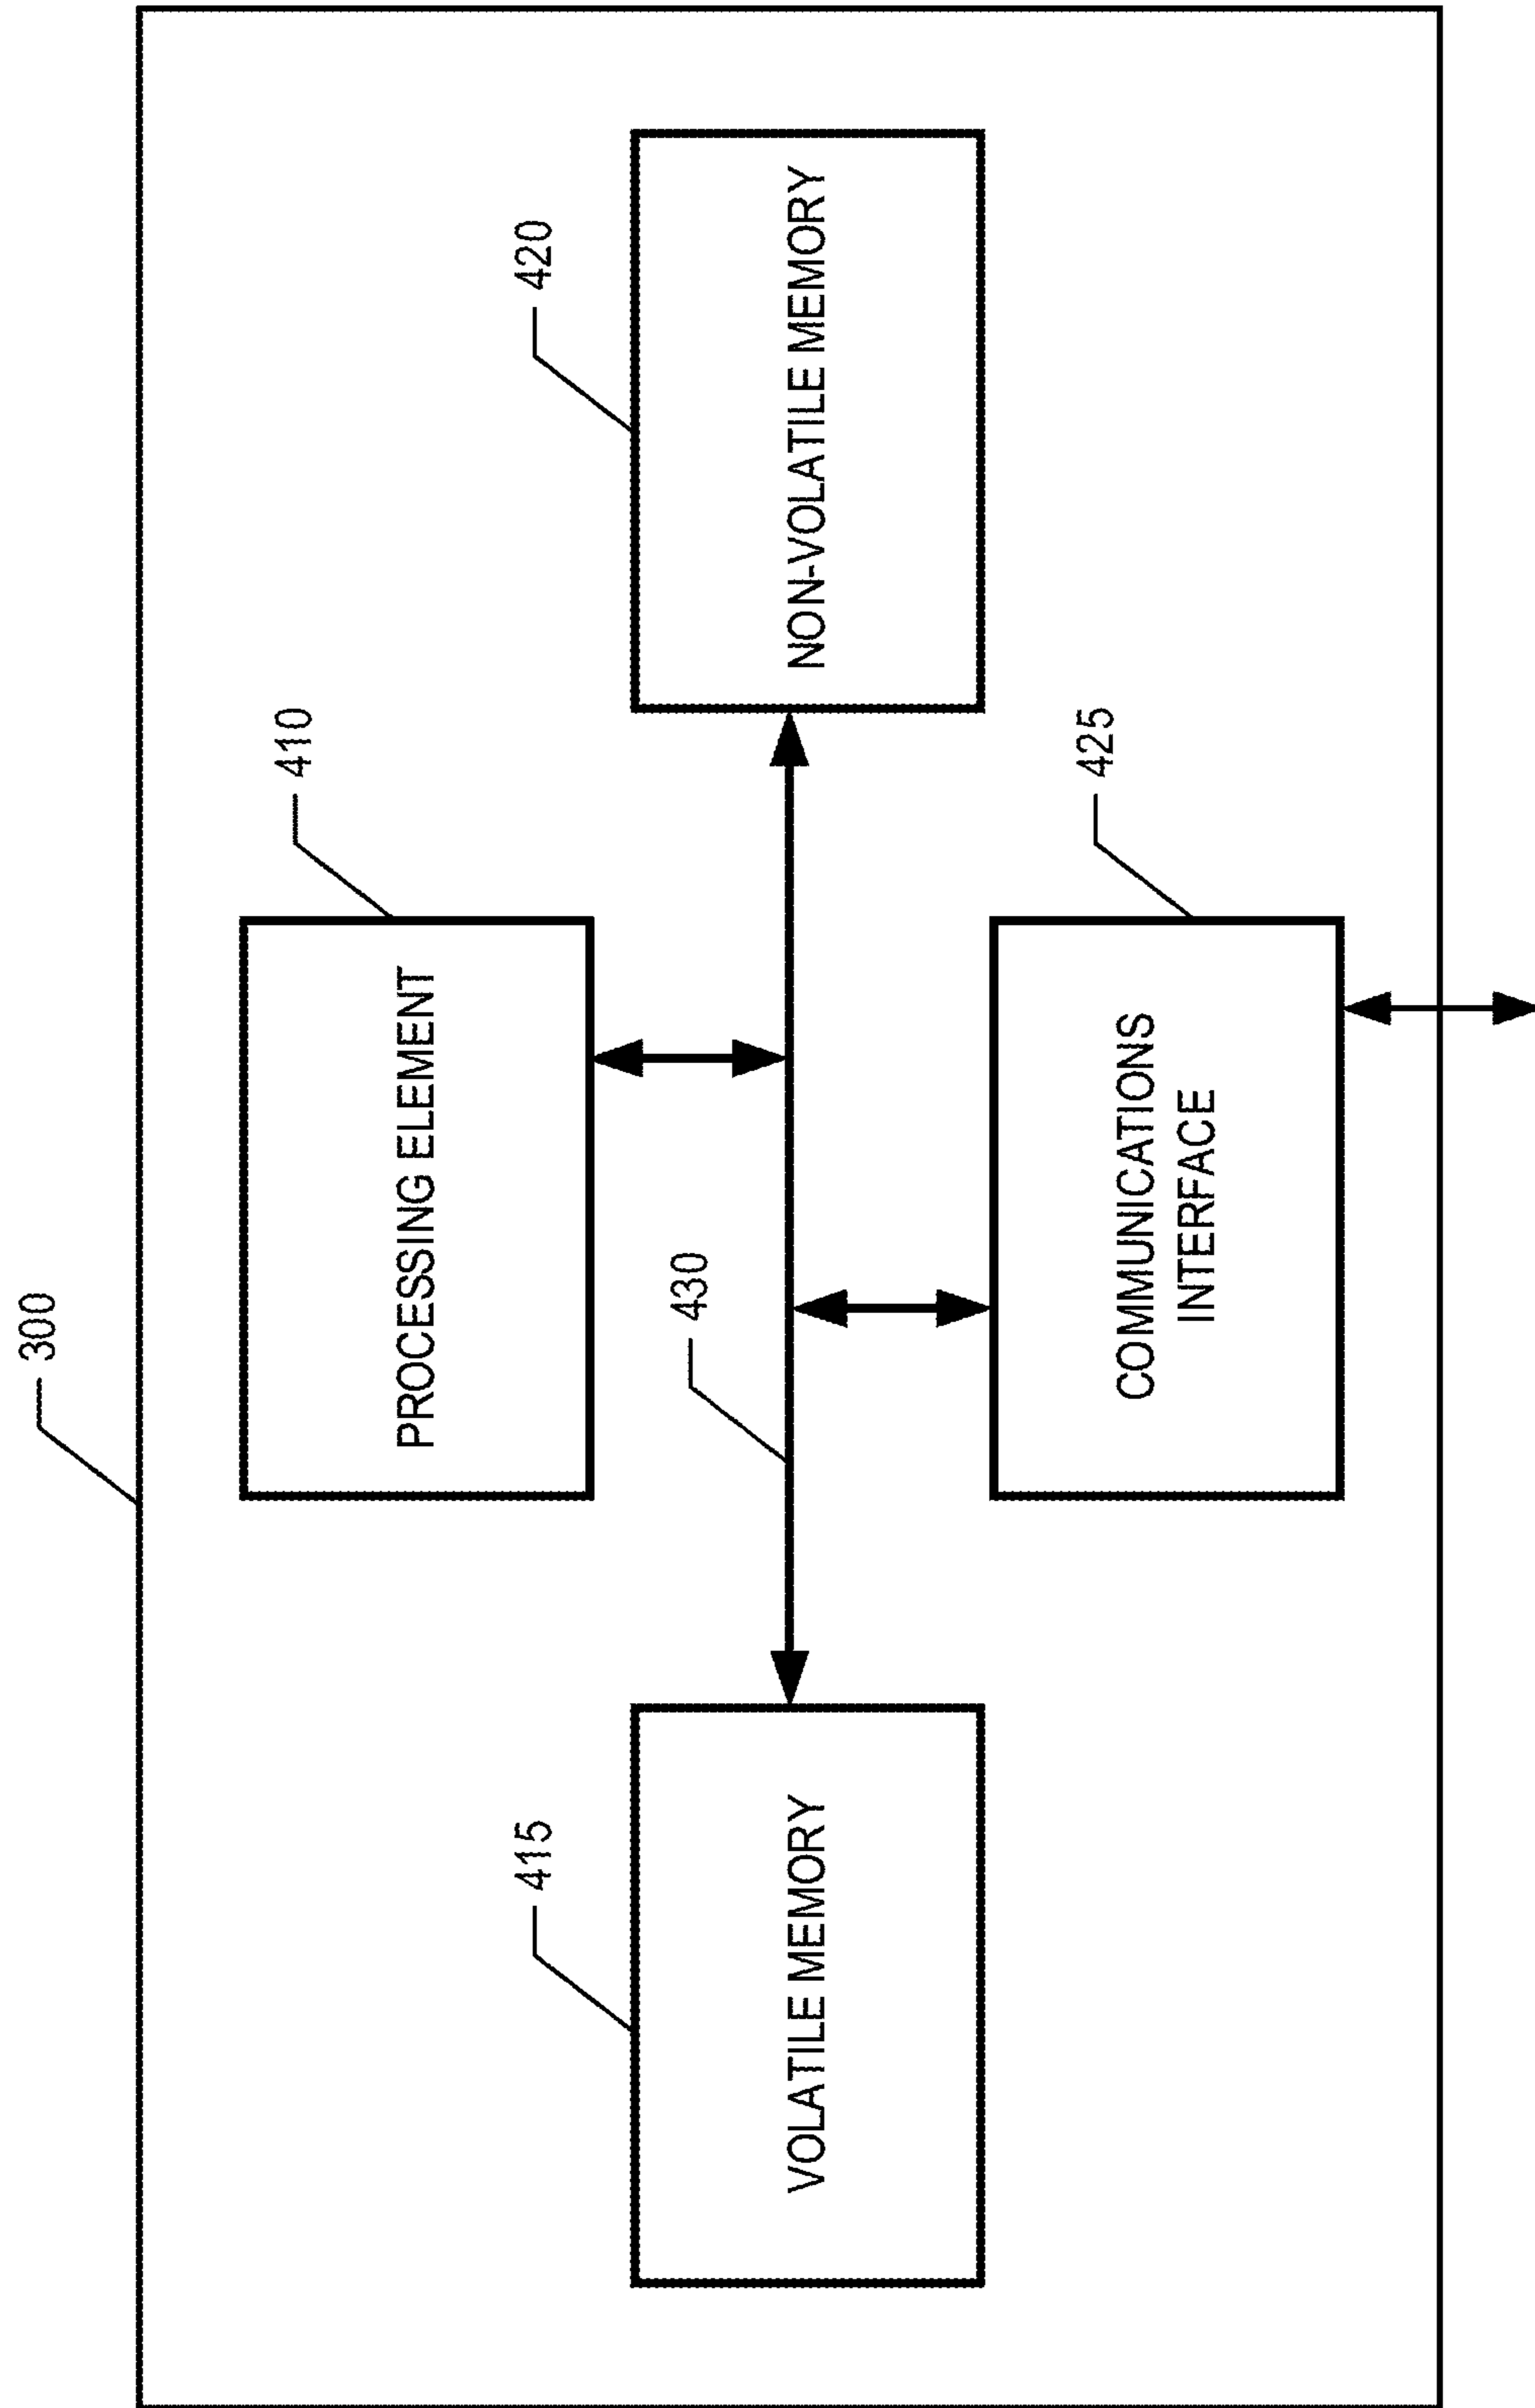 300
410
PROCESSING ELEMENT
415
VOLATILE MEMORY
430
420
NON-VOLATILE MEMORY
425
COMMUNICATIONS
INTERFACE